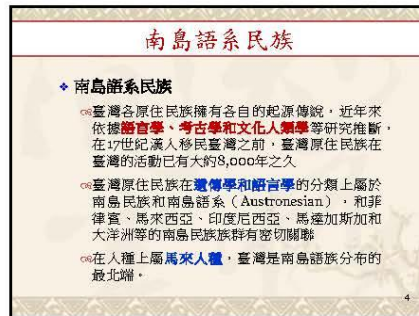 南島語系民族
南島語系民族
臺灣各原住民族擁有各自的起源傳說，近年來
依據語言學、考古學和文化人類學等研究推斷，
在17世紀漢人移民臺灣之前，臺灣原住民族在
臺灣的活動已有大約8,000年之久
臺灣原住民族在遺傳學和語言學的分類上屬於
南島民族和南島語系（Austronesian），和菲
律賓、馬來西亞、印度尼西亞、馬達加斯加和
大洋洲等的南島民族族群有密切關聯
在人種上屬馬來人種，臺灣是南島語族分布的
最北端。
4